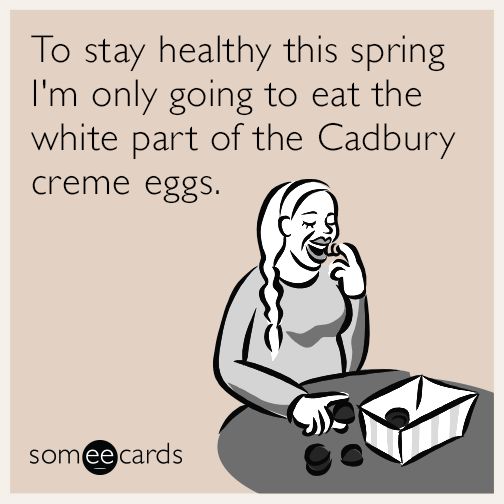 To stay healthy this spring
I'm only going to eat the
white part of the Cadbury
creme eggs.
someecards